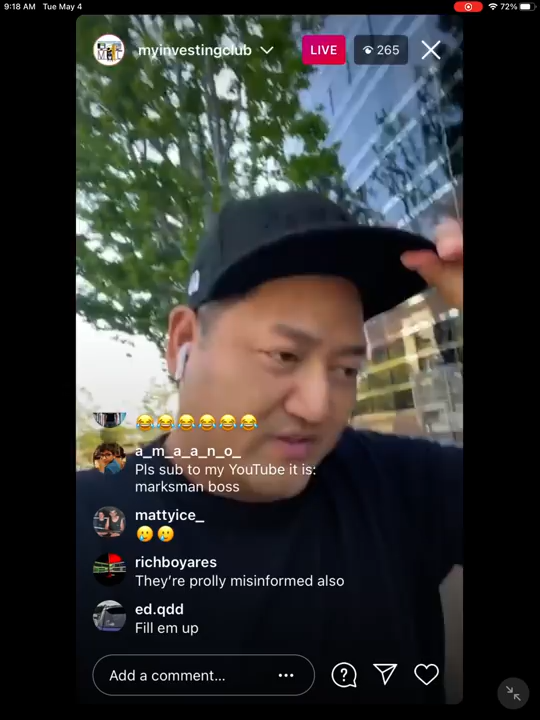 9:18 AM Tue May 4
72%
myinvestingclub
LIVE
265
😂😂😂😂😂😂
a_m_a_a_n_o_
Pls sub to my YouTube it is:
marksman boss
mattyice_
🥲🥲
richboyares
They're prolly misinformed also
ed.qdd
Fill em up
Add a comment...